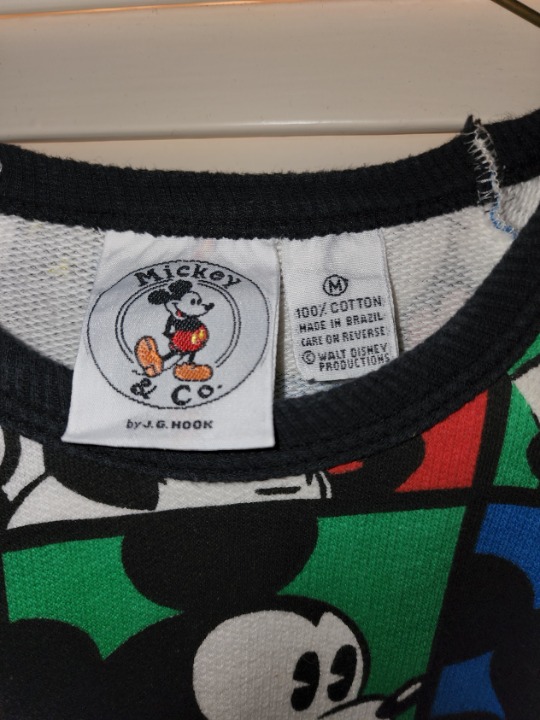 Mickey
& Co.
by J.G. HOOK
M
100% COTTON
MADE IN BRAZIL
CARE ON REVERSE
© WALT DISNEY
PRODUCTIONS